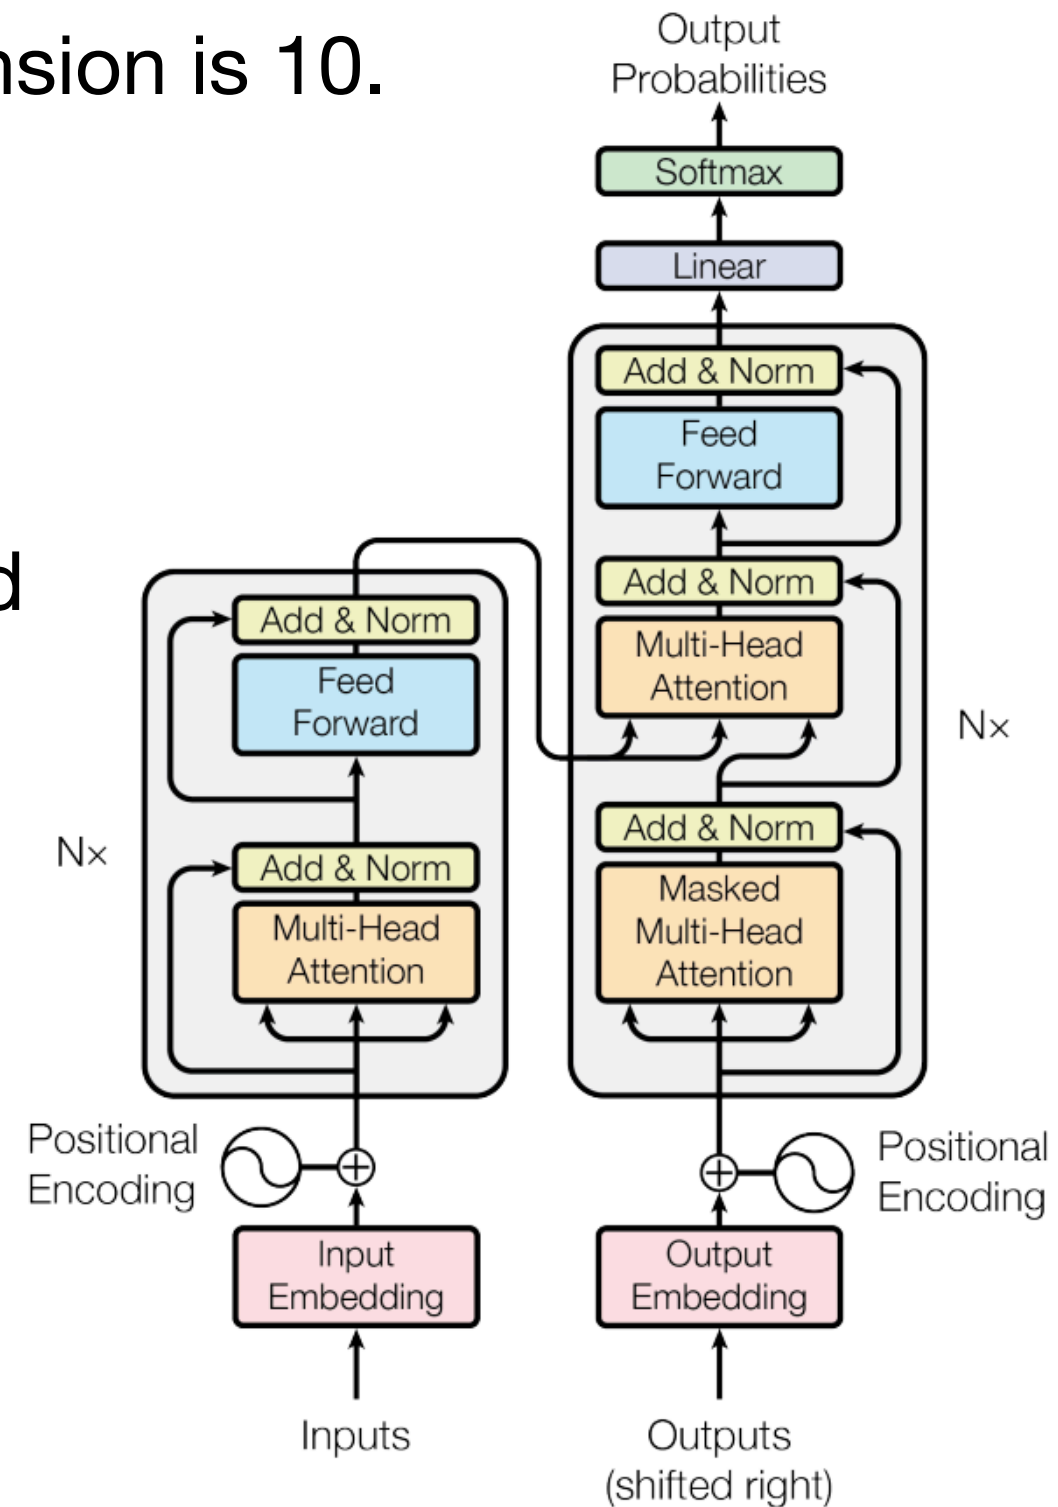 nsion is 10.
d
Output
Probabilities
Softmax
Linear
Add & Norm
Feed
Forward
Add & Norm
Multi-Head
Attention
N×
Add & Norm
Masked
Multi-Head
Attention
Add & Norm
Feed
Forward
N×
Add & Norm
Multi-Head
Attention
Positional
Encoding
Positional
Encoding
Input
Embedding
Output
Embedding
Inputs
Outputs
(shifted right)